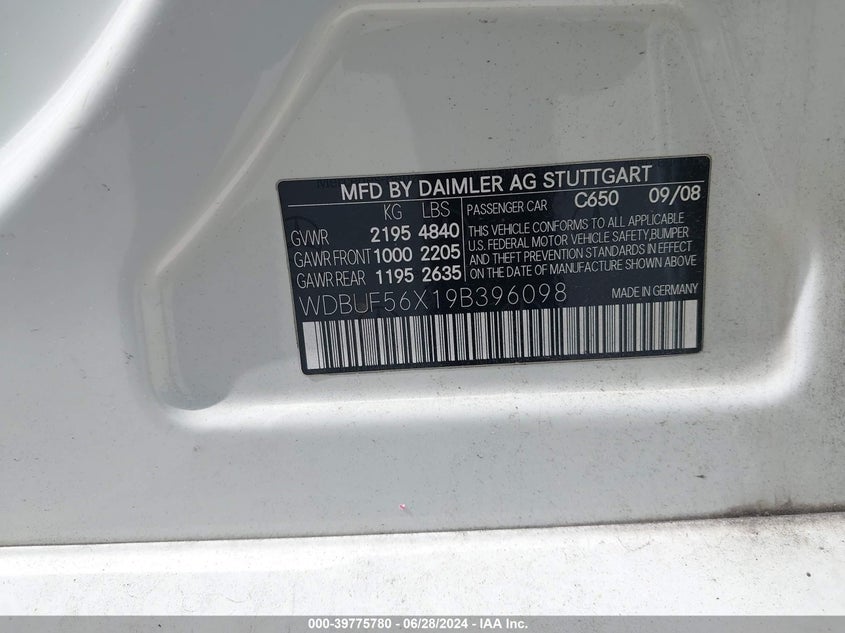 MFD BY DAIMLER AG STUTTGART
KG LBS PASSENGER CAR C650 09/08
GVWR 2195 4840 THIS VEHICLE CONFORMS TO ALL APPLICABLE
GAWR FRONT 1000 2205 U.S. FEDERAL MOTOR VEHICLE SAFETY,BUMPER
GAWR REAR 1195 2635 AND THEFT PREVENTION STANDARDS IN EFFECT
ON THE DATE OF MANUFACTURE SHOWN ABOVE
WDBUF56X19B396098 MADE IN GERMANY
000-39775780 - 06/28/2024 - IAA Inc.